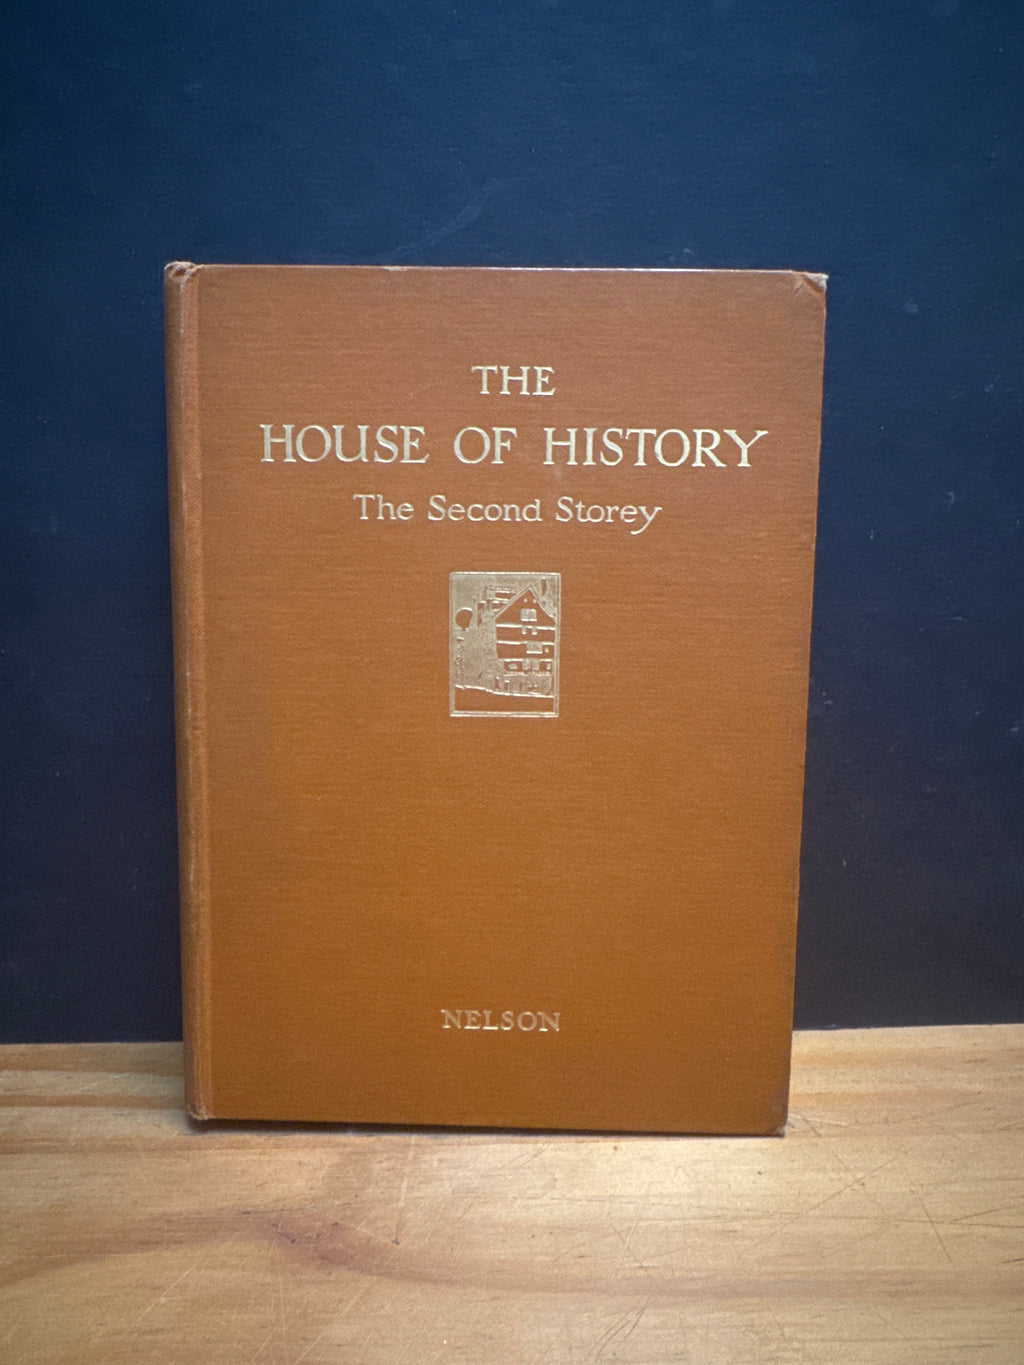 THE
HOUSE OF HISTORY
The Second Storey
NELSON